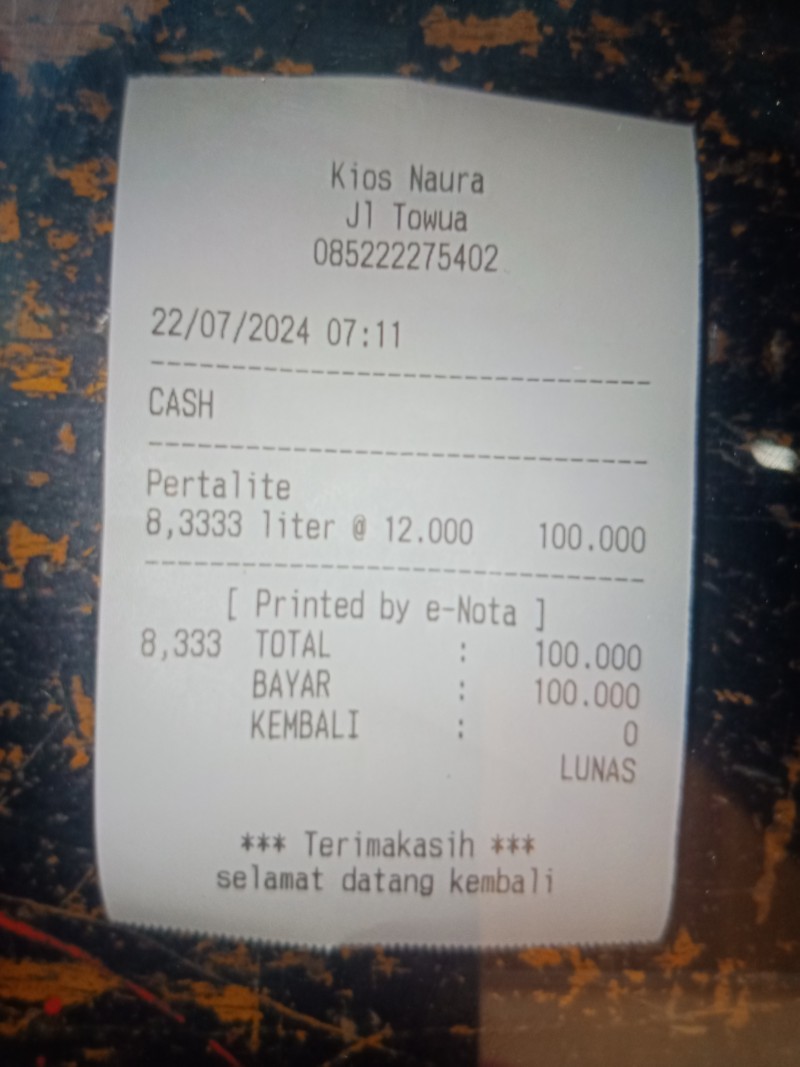 Kios Naura
Jl Towua
085222275402
22/07/2024 07:11
--------------------------------
CASH
--------------------------------
Pertalite
8,3333 liter @ 12.000 100.000
--------------------------------
[ Printed by e-Nota ]
8,333 TOTAL : 100.000
BAYAR : 100.000
KEMBALI : 0
LUNAS
*** Terimakasih ***
selamat datang kembali